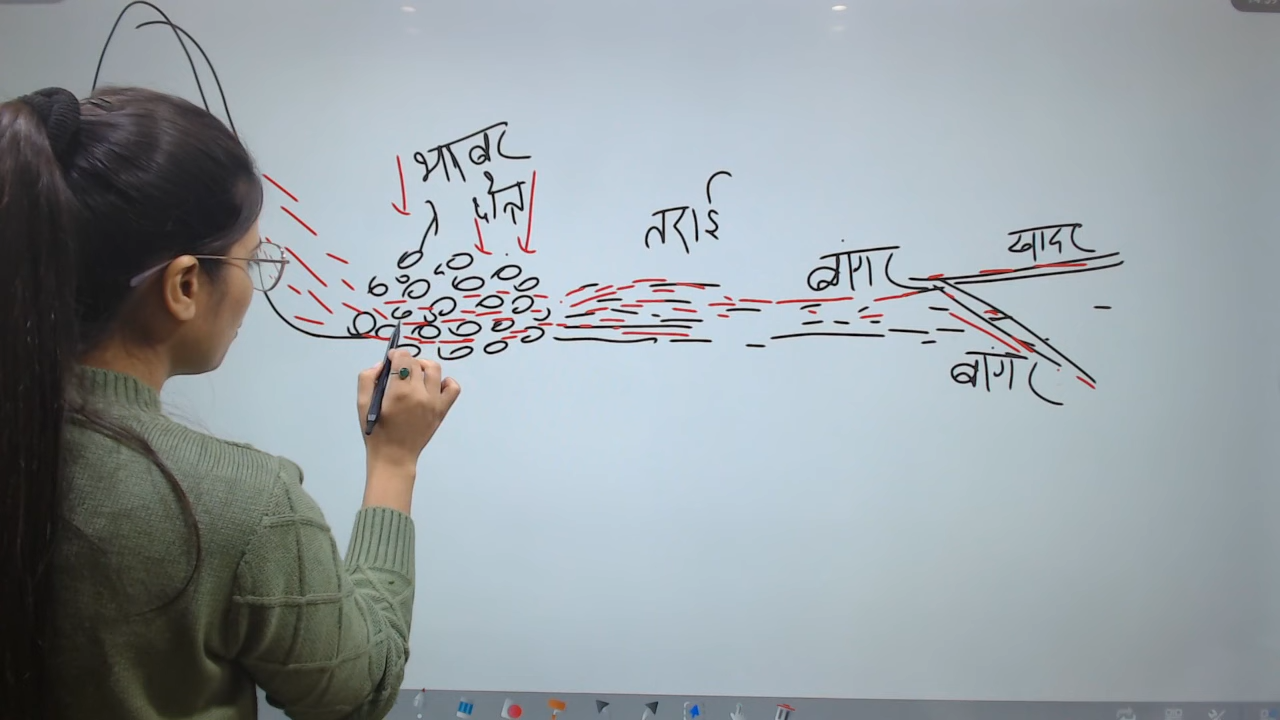 भाबर
क्षेत्र
तराई
बांगर
खादर
बांगर